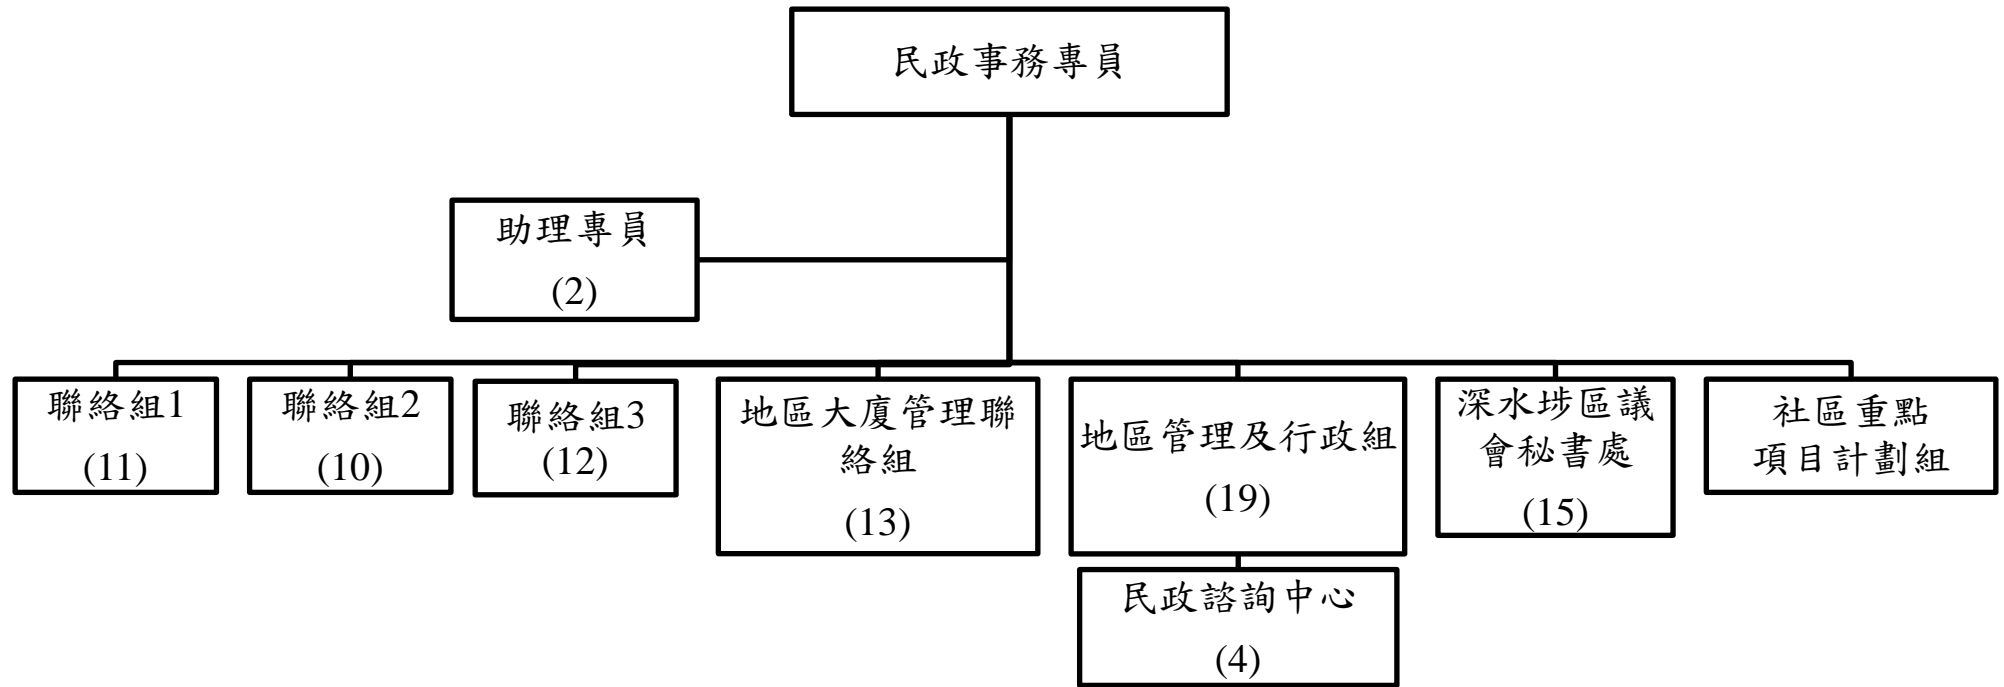 民政事務專員
助理專員
(2)
聯絡組1
(11)
聯絡組2
(10)
聯絡組3
(12)
地區大廈管理聯
絡組
(13)
地區管理及行政組
(19)
深水埗區議
會秘書處
(15)
社區重點
項目計劃組
民政諮詢中心
(4)